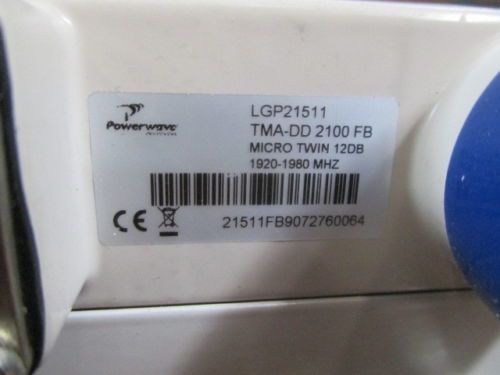 Powerwave
LGP21511
TMA-DD 2100 FB
MICRO TWIN 12DB
1920-1980 MHZ
CE
21511FB9072760064